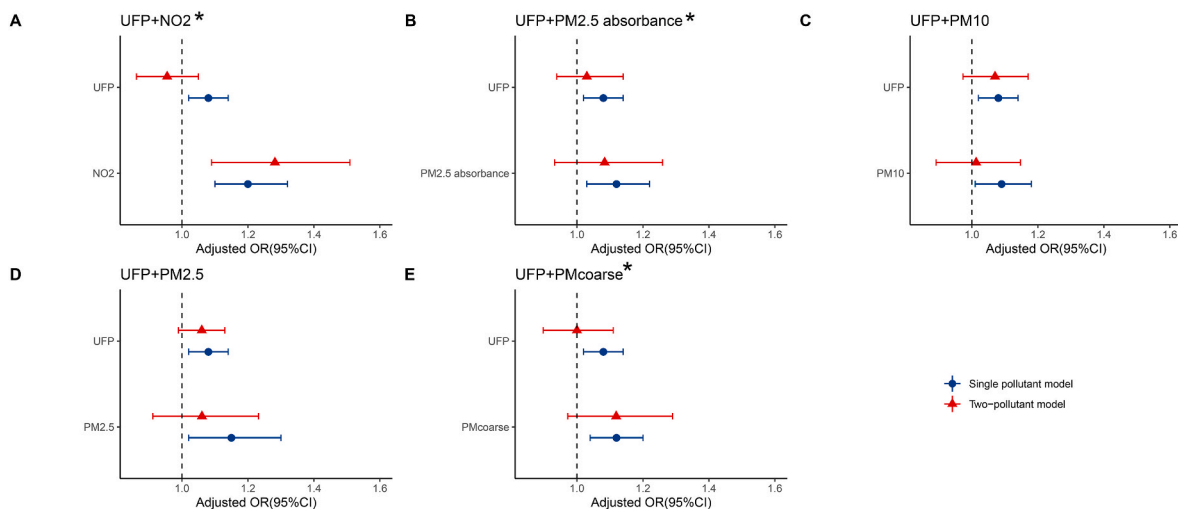 A
UFP+NO2 *
UFP
NO2
1.0 1.2 1.4 1.6
Adjusted OR(95%CI)
B
UFP+PM2.5 absorbance *
UFP
PM2.5 absorbance
1.0 1.2 1.4 1.6
Adjusted OR(95%CI)
C
UFP+PM10
UFP
PM10
1.0 1.2 1.4 1.6
Adjusted OR(95%CI)
D
UFP+PM2.5
UFP
PM2.5
1.0 1.2 1.4 1.6
Adjusted OR(95%CI)
E
UFP+PMcoarse*
UFP
PMcoarse
1.0 1.2 1.4 1.6
Adjusted OR(95%CI)
Single pollutant model
Two−pollutant model